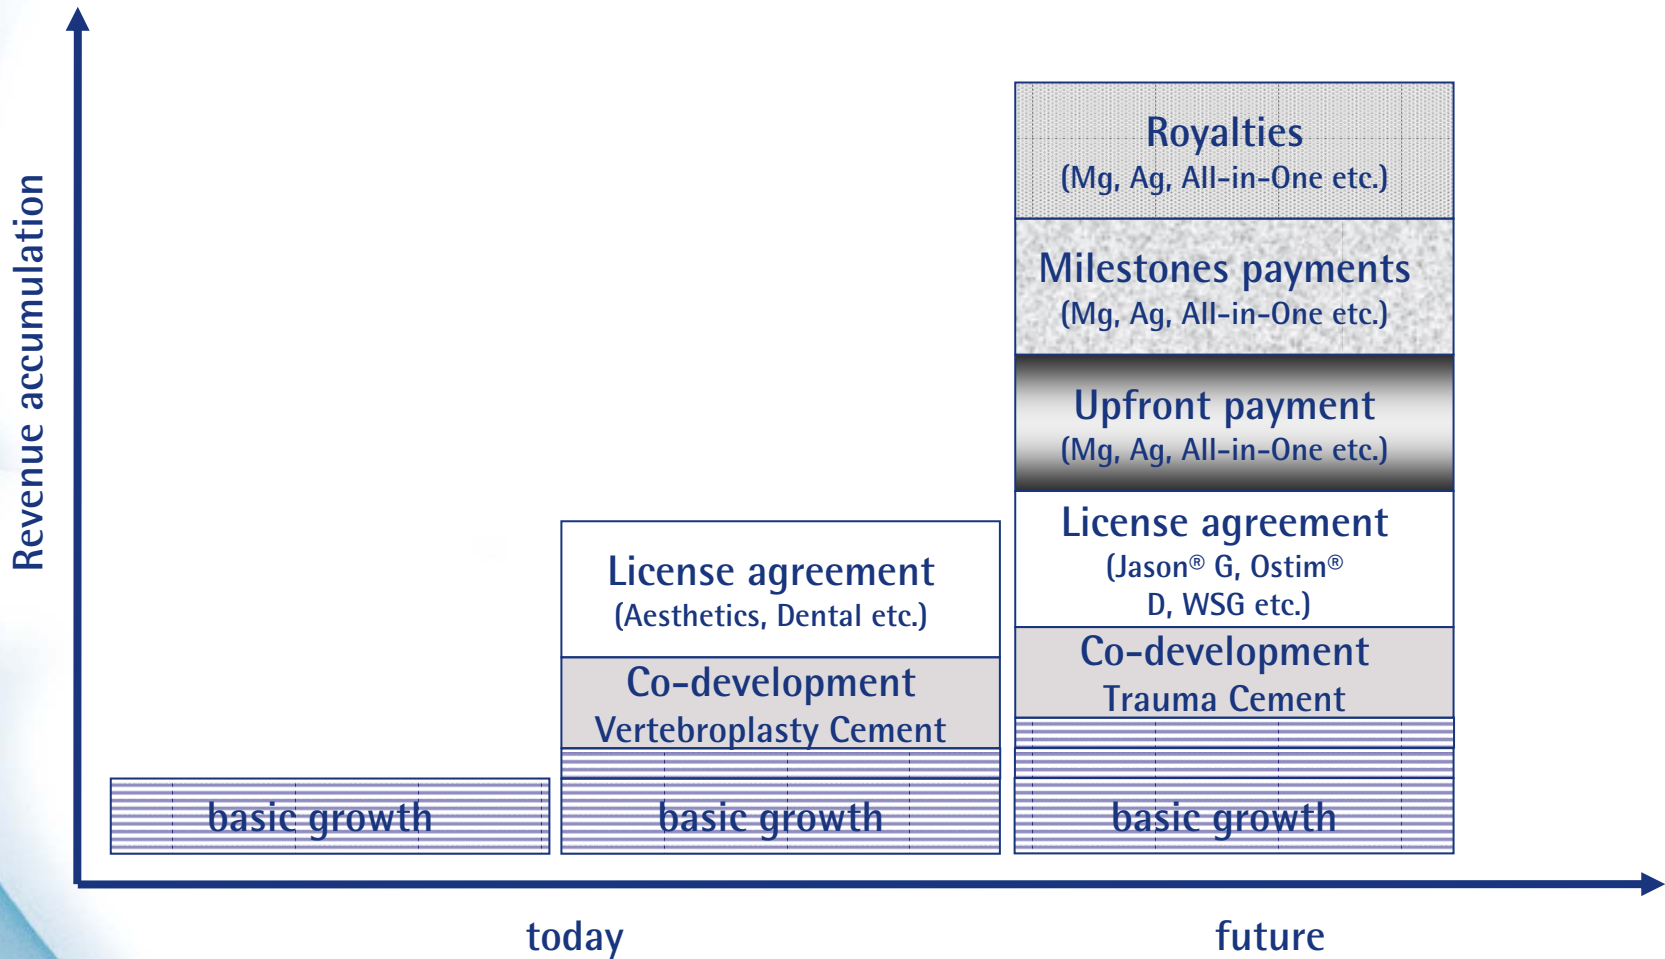 Revenue accumulation
Royalties
(Mg, Ag, All-in-One etc.)
Milestones payments
(Mg, Ag, All-in-One etc.)
Upfront payment
(Mg, Ag, All-in-One etc.)
License agreement
(Jason® G, Ostim®
D, WSG etc.)
Co-development
Trauma Cement
basic growth
License agreement
(Aesthetics, Dental etc.)
Co-development
Vertebroplasty Cement
basic growth
basic growth
today
future